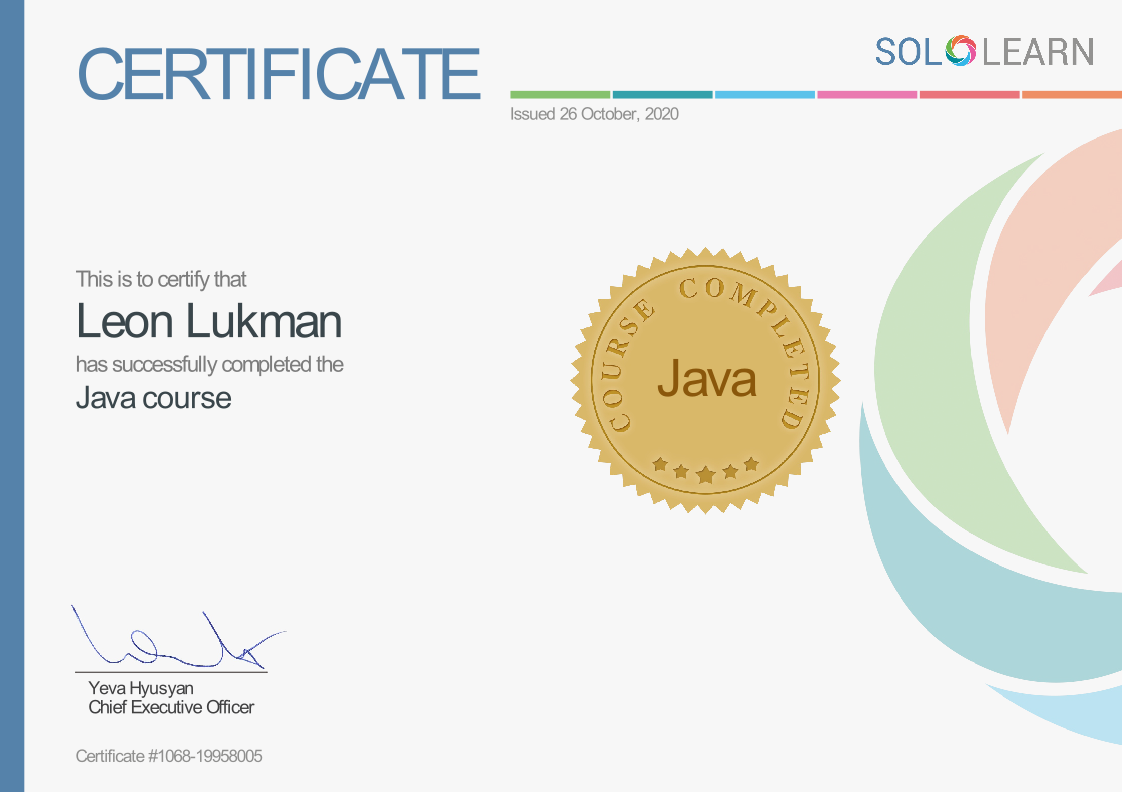 CERTIFICATE
SOLOLEARN
Issued 26 October, 2020
This is to certify that
Leon Lukman
has successfully completed the
Java course
COURSE COMPLETED
Java
Yeva Hyusyan
Chief Executive Officer
Certificate #1068-19958005